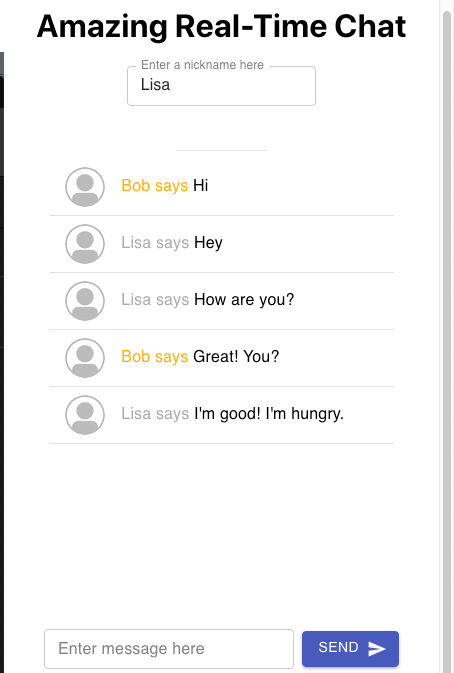 Amazing Real-Time Chat
Enter a nickname here
Lisa
Bob says Hi
Lisa says Hey
Lisa says How are you?
Bob says Great! You?
Lisa says I'm good! I'm hungry.
Enter message here
SEND